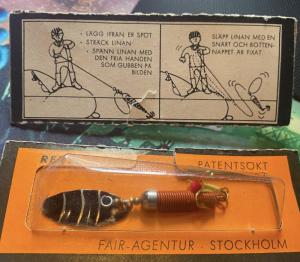 - LÄGG IFRÅN ER SPÖT
- STRÄCK LINAN
- SPÄNN LINAN MED
DEN FRIA HANDEN
SOM GUBBEN PÅ
BILDEN
SLÄPP LINAN MED EN
SNÄRT OCH BOTTEN-
NAPPET ÄR FIXAT
PATENTSÖKT
FAIR-AGENTUR · STOCKHOLM